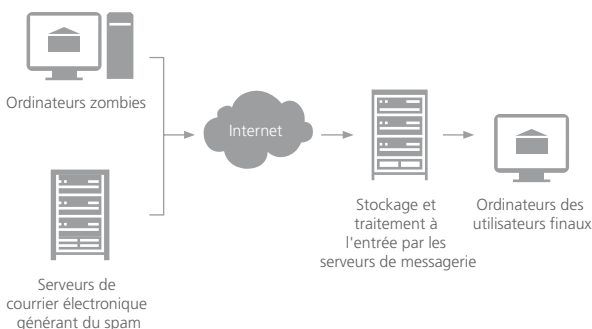 Ordinateurs zombies
Internet
Stockage et
traitement à
l'entrée par les
serveurs de messagerie
Ordinateurs des
utilisateurs finaux
Serveurs de
courrier électronique
générant du spam